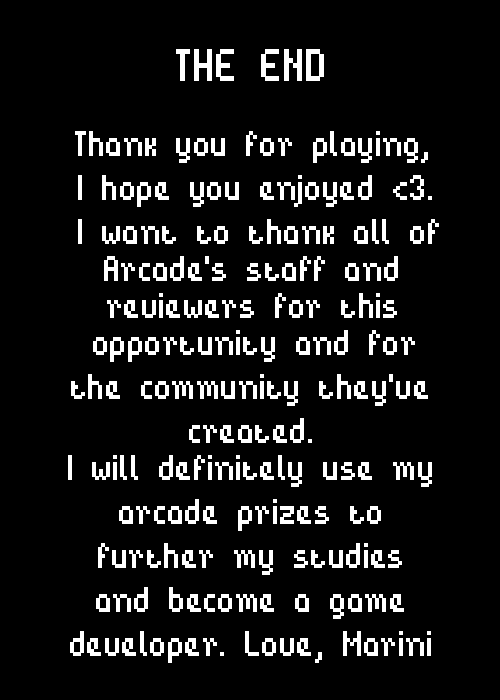 THE END
Thank you for playing,
I hope you enjoyed <3.
I want to thank all of
Arcade's staff and
reviewers for this
opportunity and for
the community they've
created.
I will definitely use my
arcade prizes to
further my studies
and become a game
developer. Love, Marini